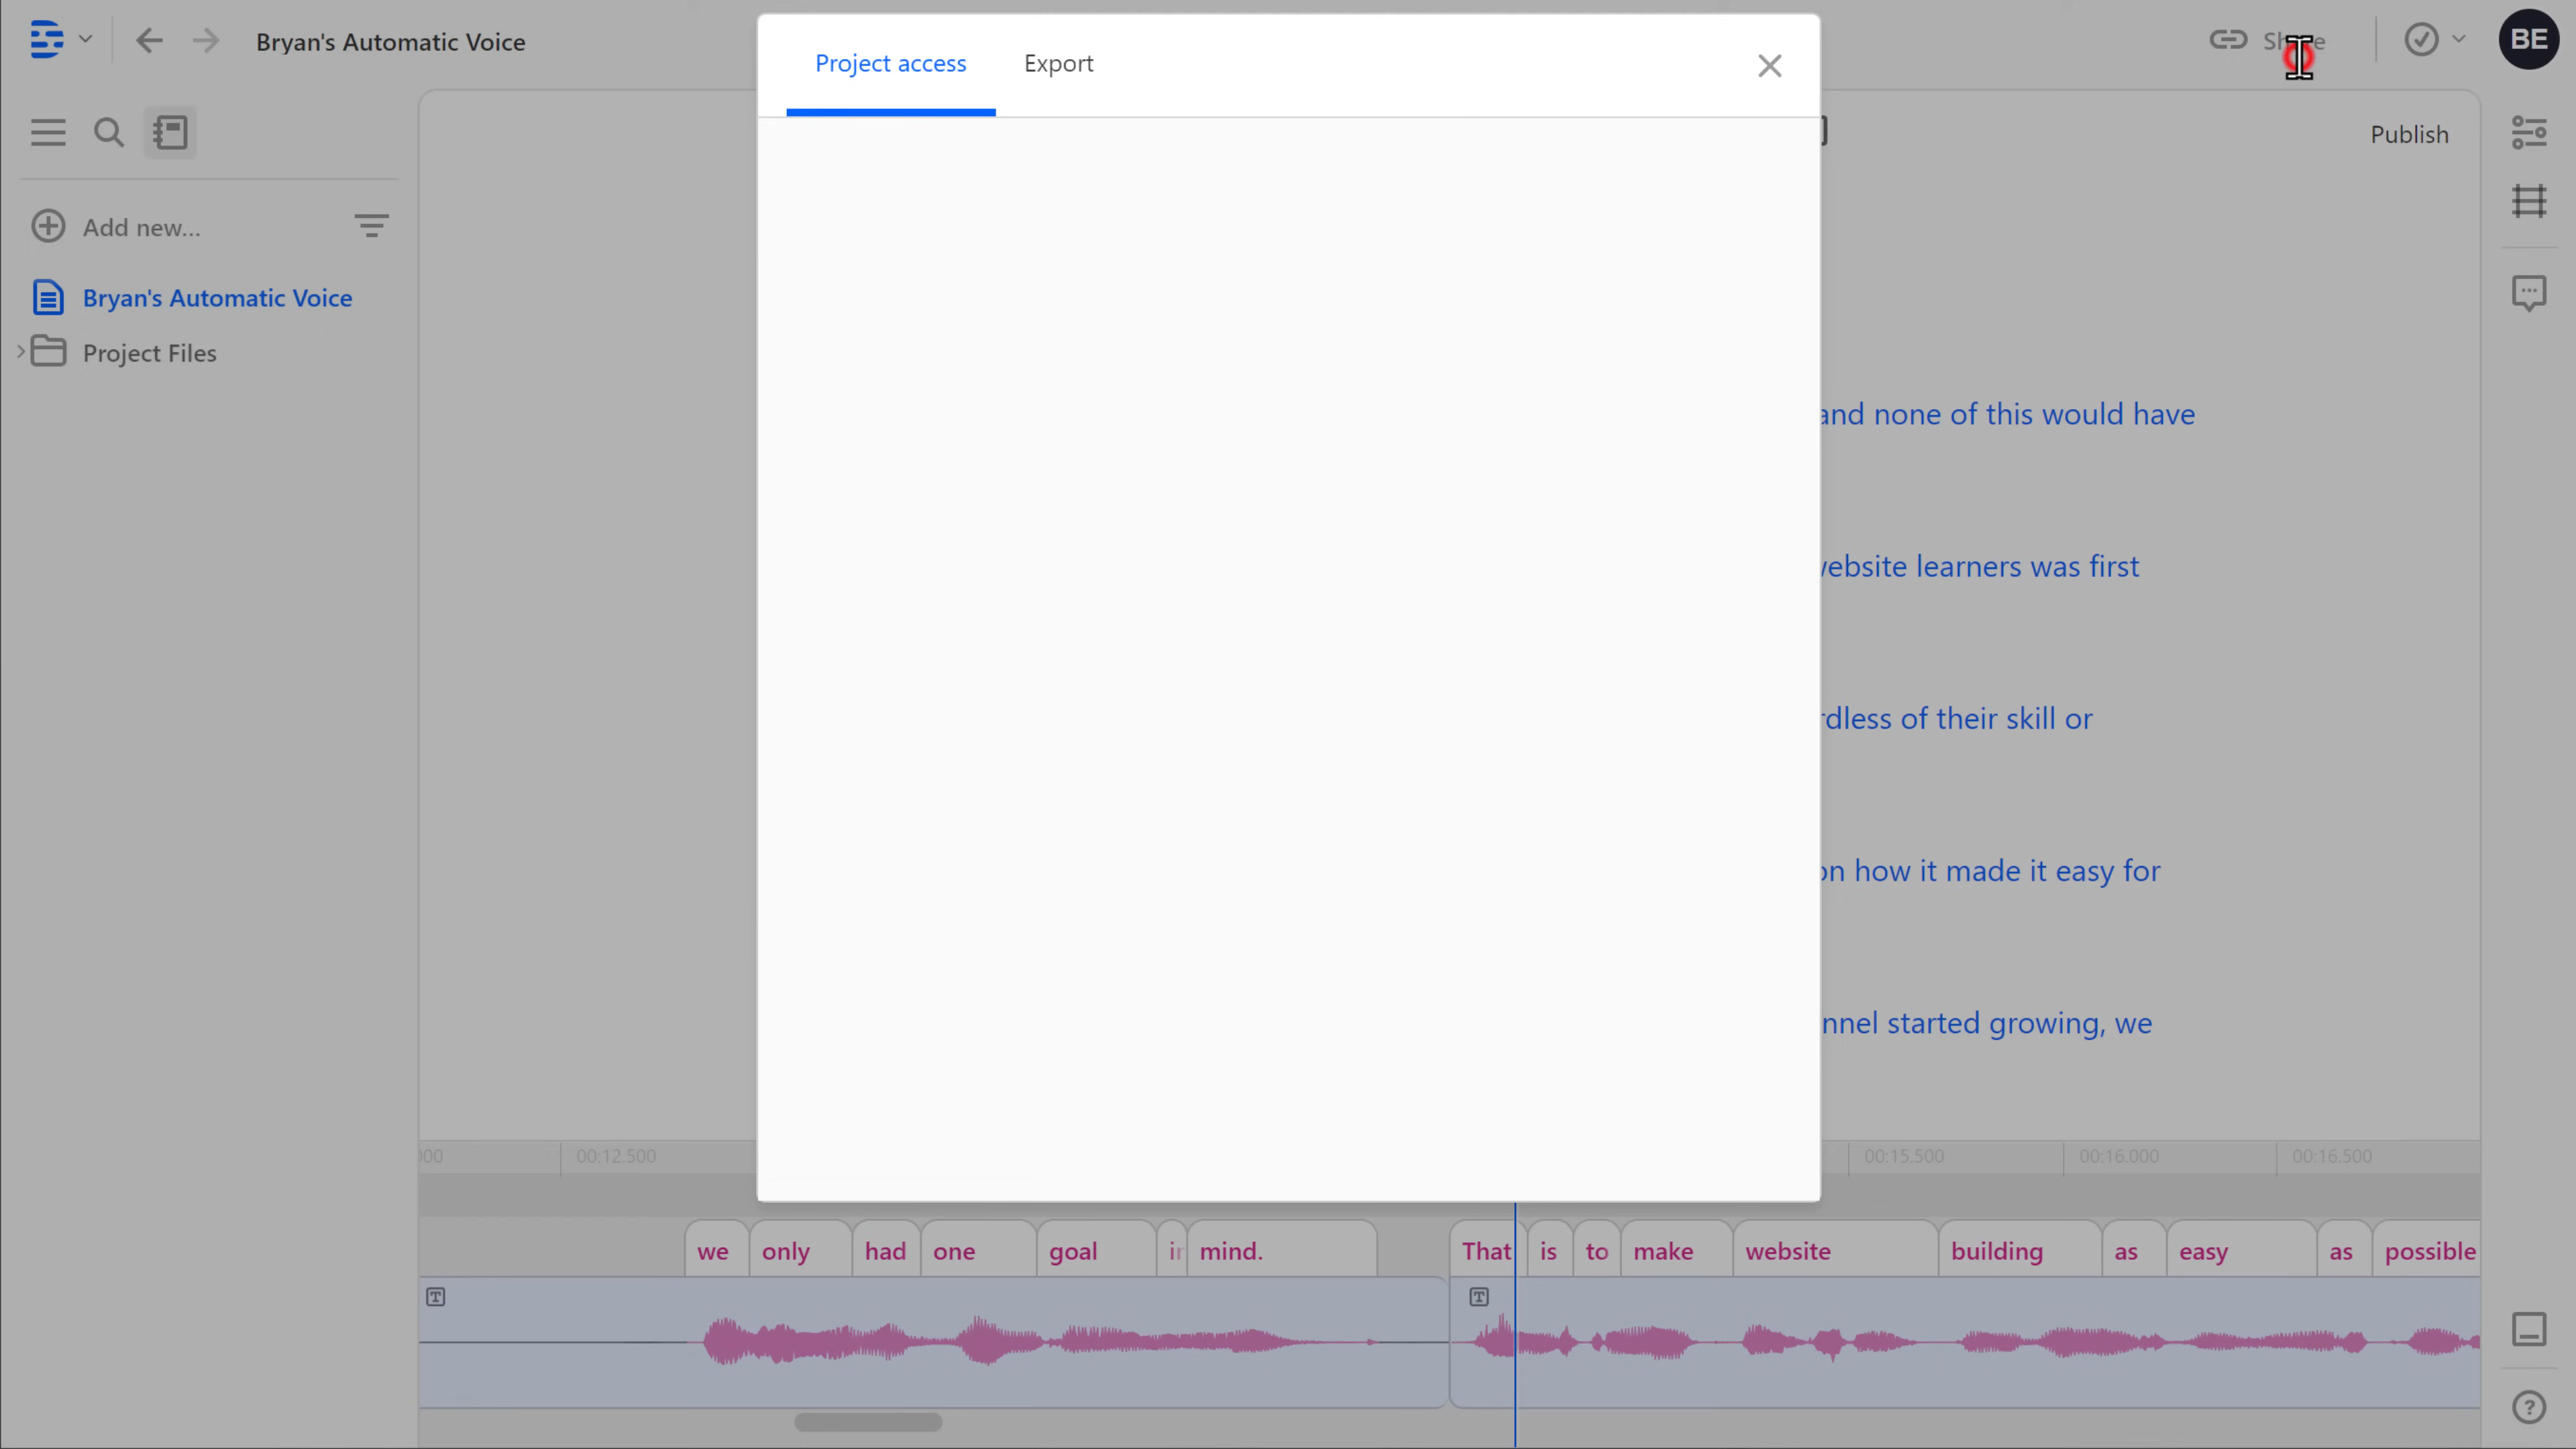 Bryan's Automatic Voice
Project access
Export
BE
Publish
Add new...
Bryan's Automatic Voice
Project Files
and none of this would have
website learners was first
of their skill or
how it made it easy for
started growing, we
00:12.500
00:15.500
00:16.000
00:16.500
we only had one goal in mind. That is to make website building as easy as possible